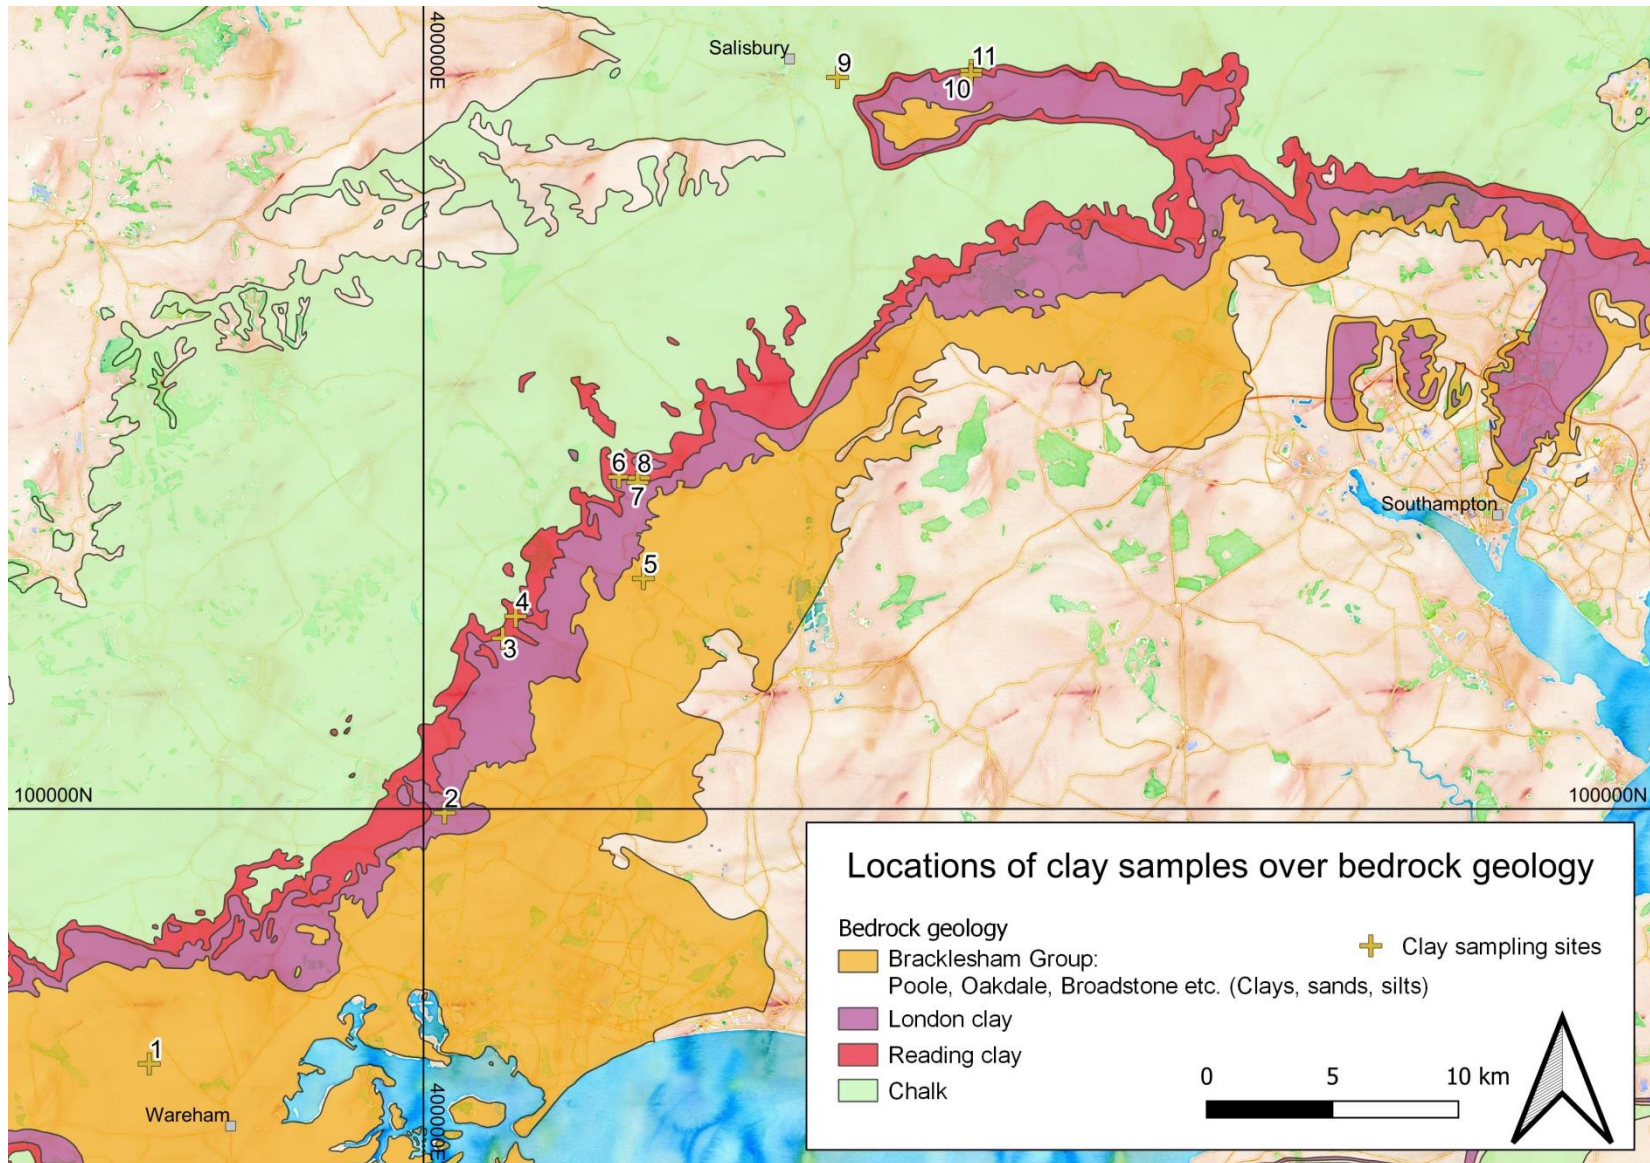 400000E
Salisbury
9
11
10
6
8
7
5
4
3
Southampton
100000N
2
100000N
Locations of clay samples over bedrock geology
Bedrock geology
Bracklesham Group:
Poole, Oakdale, Broadstone etc. (Clays, sands, silts)
London clay
Reading clay
Chalk
Clay sampling sites
0 5 10 km
1
Wareham
400000E